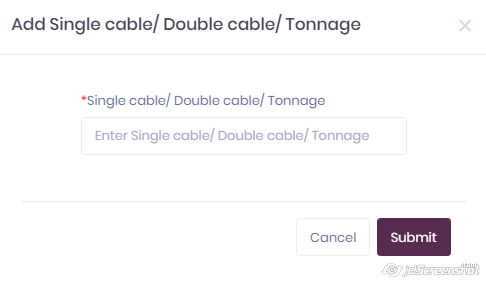 Add Single cable/ Double cable/ Tonnage
*Single cable/ Double cable/ Tonnage
Enter Single cable/ Double cable/ Tonnage
Cancel
Submit
jetScreenshot